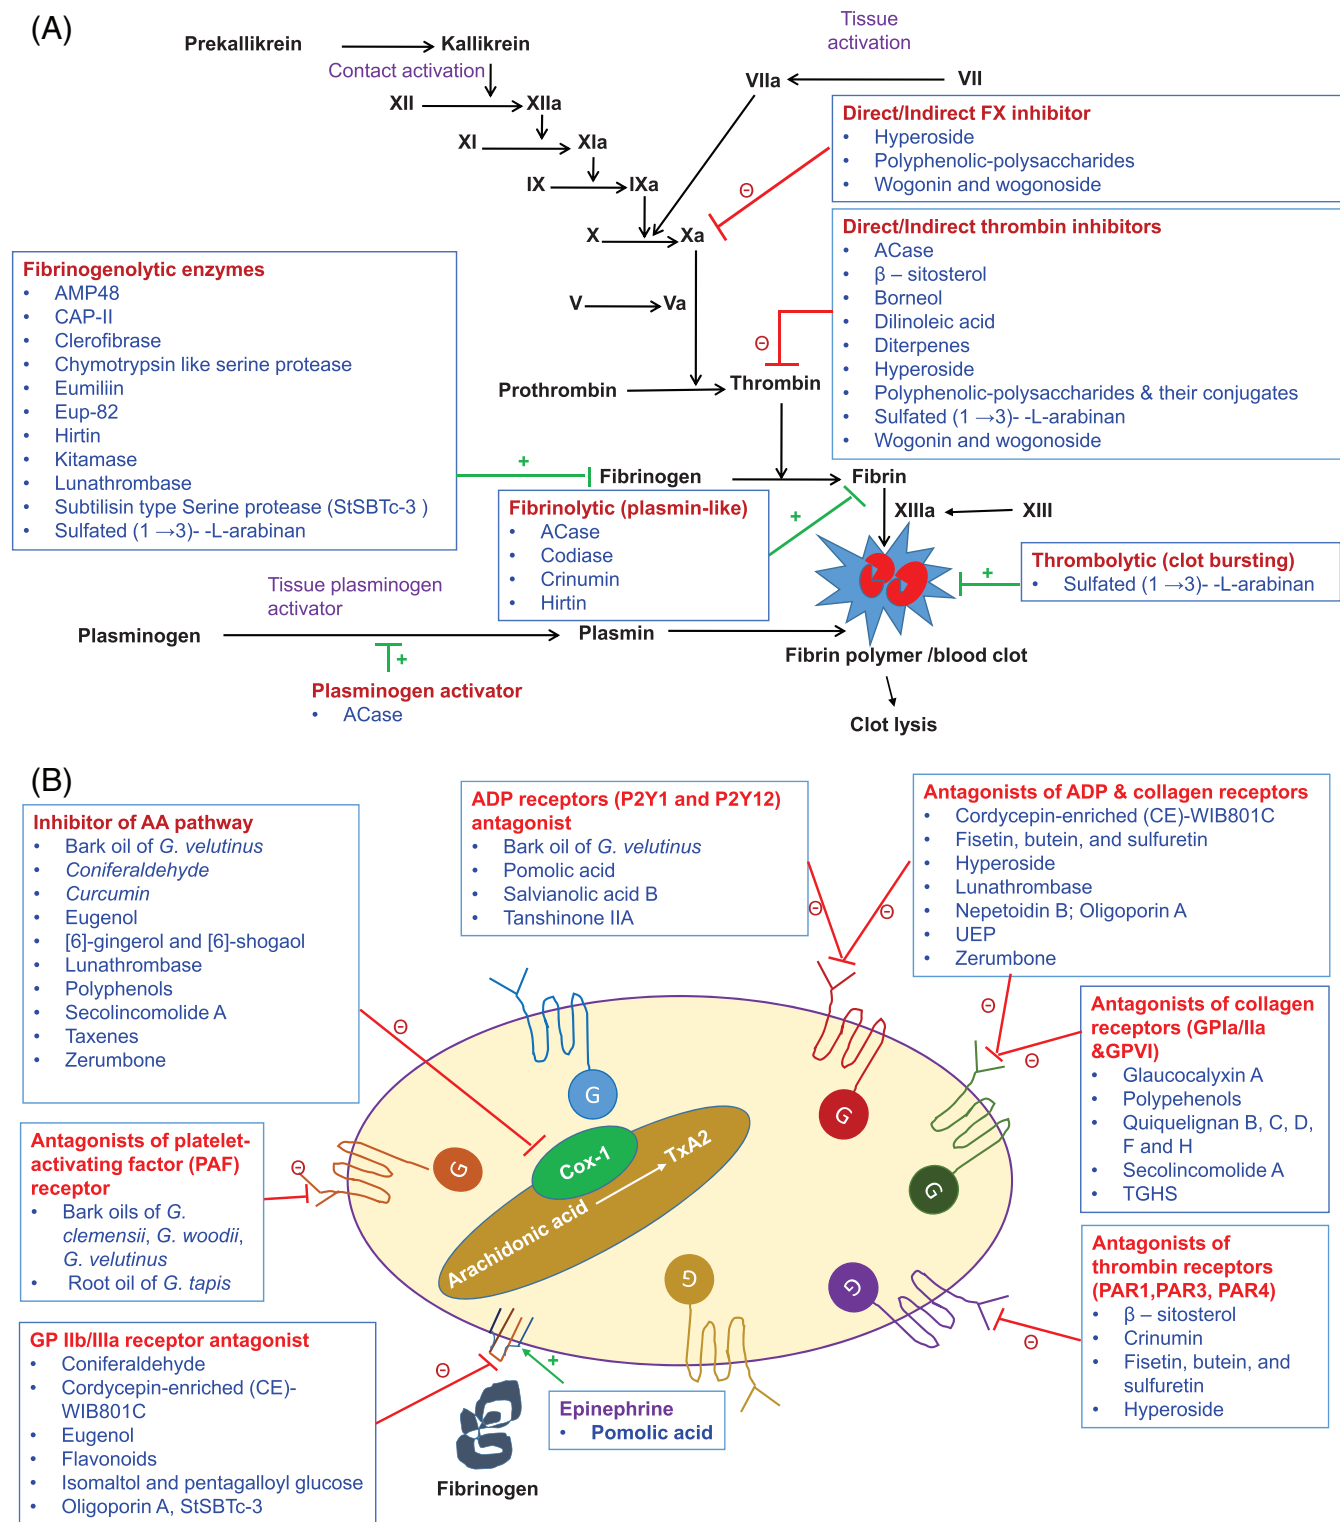 (A)
Prekallikrein
Kallikrein
Contact activation
XII
XIIa
XI
XIa
IX
IXa
X
Xa
V
Va
Tissue
activation
VIIa
VII
Direct/Indirect FX inhibitor
• Hyperoside
• Polyphenolic-polysaccharides
• Wogonin and wogonoside
Θ
Direct/Indirect thrombin inhibitors
• ACase
• β – sitosterol
• Borneol
• Dilinoleic acid
• Diterpenes
• Hyperoside
• Polyphenolic-polysaccharides & their conjugates
• Sulfated (1 →3)- -L-arabinan
• Wogonin and wogonoside
Θ
Fibrinogenolytic enzymes
• AMP48
• CAP-II
• Clerofibrase
• Chymotrypsin like serine protease
• Eumiliin
• Eup-82
• Hirtin
• Kitamase
• Lunathrombase
• Subtilisin type Serine protease (StSBTc-3 )
• Sulfated (1 →3)- -L-arabinan
+
Prothrombin
Thrombin
Fibrinogen
Fibrin
Fibrinolytic (plasmin-like)
• ACase
• Codiase
• Crinumin
• Hirtin
+
XIIIa
XIII
Thrombolytic (clot bursting)
• Sulfated (1 →3)- -L-arabinan
+
Tissue plasminogen
activator
Plasminogen
Plasmin
+
Plasminogen activator
• ACase
Fibrin polymer /blood clot
Clot lysis
(B)
Inhibitor of AA pathway
• Bark oil of G. velutinus
• Coniferaldehyde
• Curcumin
• Eugenol
• [6]-gingerol and [6]-shogaol
• Lunathrombase
• Polyphenols
• Secolincomolide A
• Taxenes
• Zerumbone
Θ
ADP receptors (P2Y1 and P2Y12)
antagonist
• Bark oil of G. velutinus
• Pomolic acid
• Salvianolic acid B
• Tanshinone IIA
Θ
Antagonists of ADP & collagen receptors
• Cordycepin-enriched (CE)-WIB801C
• Fisetin, butein, and sulfuretin
• Hyperoside
• Lunathrombase
• Nepetoidin B; Oligoporin A
• UEP
• Zerumbone
Θ
Θ
Antagonists of collagen
receptors (GPIa/IIa
&GPVI)
• Glaucocalyxin A
• Polypehenols
• Quiquelignan B, C, D,
F and H
• Secolincomolide A
• TGHS
Θ
Antagonists of platelet-
activating factor (PAF)
receptor
• Bark oils of G.
clemensii, G. woodii,
G. velutinus
• Root oil of G. tapis
Θ
G
G
G
G
G
G
Cox-1
Arachidonic acid
TxA2
Antagonists of
thrombin receptors
(PAR1,PAR3, PAR4)
• β – sitosterol
• Crinumin
• Fisetin, butein, and
sulfuretin
• Hyperoside
Θ
GP IIb/IIIa receptor antagonist
• Coniferaldehyde
• Cordycepin-enriched (CE)-
WIB801C
• Eugenol
• Flavonoids
• Isomaltol and pentagalloyl glucose
• Oligoporin A, StSBTc-3
Θ
+
Epinephrine
• Pomolic acid
Fibrinogen